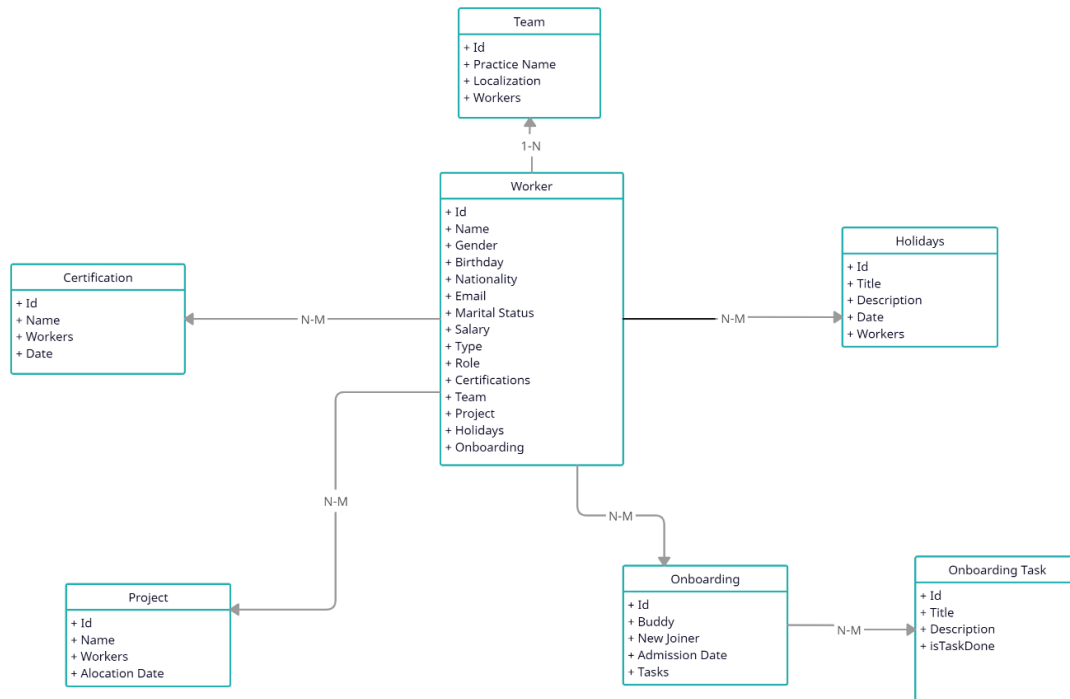 Team
+ Id
+ Practice Name
+ Localization
+ Workers
1-N
Worker
+ Id
+ Name
+ Gender
+ Birthday
+ Nationality
+ Email
+ Marital Status
+ Salary
+ Type
+ Role
+ Certifications
+ Team
+ Project
+ Holidays
+ Onboarding
Holidays
+ Id
+ Title
+ Description
+ Date
+ Workers
N-M
Certification
+ Id
+ Name
+ Workers
+ Date
N-M
N-M
Project
+ Id
+ Name
+ Workers
+ Alocation Date
N-M
Onboarding
+ Id
+ Buddy
+ New Joiner
+ Admission Date
+ Tasks
N-M
Onboarding Task
+ Id
+ Title
+ Description
+ isTaskDone